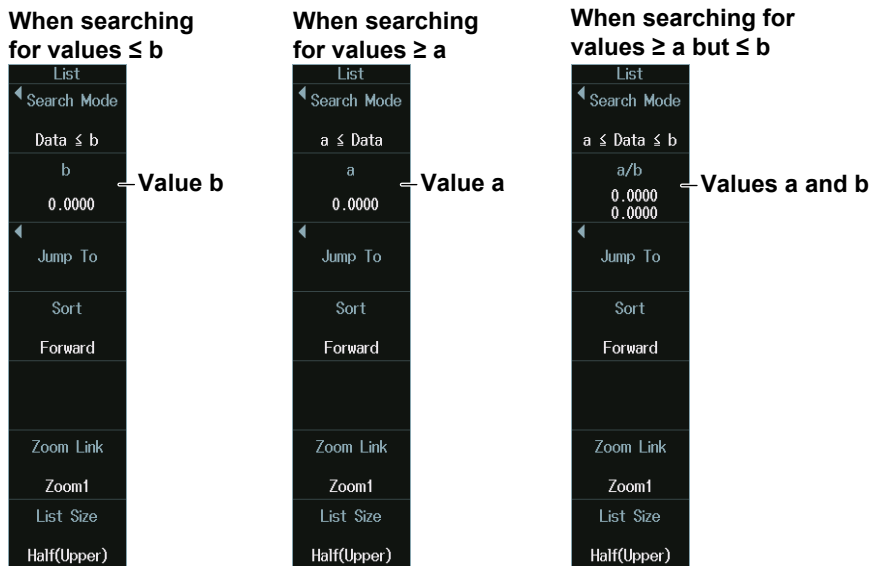 When searching
for values ≤ b
List
Search Mode
Data ≦ b
b
0.0000
Value b
Jump To
Sort
Forward
Zoom Link
Zoom1
List Size
Half(Upper)
When searching
for values ≥ a
List
Search Mode
a ≦ Data
a
0.0000
Value a
Jump To
Sort
Forward
Zoom Link
Zoom1
List Size
Half(Upper)
When searching for
values ≥ a but ≤ b
List
Search Mode
a ≦ Data ≦ b
a/b
0.0000
0.0000
Values a and b
Jump To
Sort
Forward
Zoom Link
Zoom1
List Size
Half(Upper)